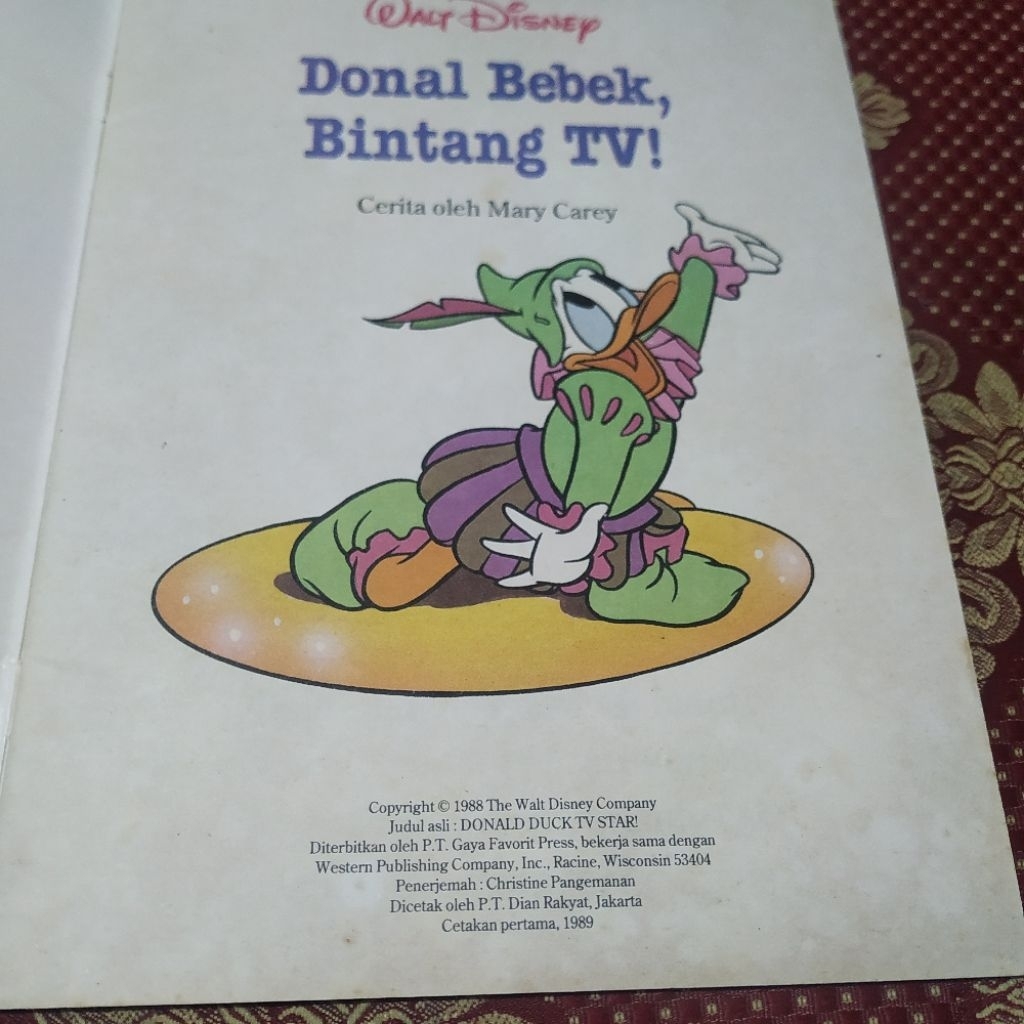 Walt Disney
Donal Bebek,
Bintang TV!
Cerita oleh Mary Carey
Copyright © 1988 The Walt Disney Company
Judul asli : DONALD DUCK TV STAR!
Diterbitkan oleh P.T. Gaya Favorit Press, bekerja sama dengan
Western Publishing Company, Inc., Racine, Wisconsin 53404
Penerjemah : Christine Pangemanan
Dicetak oleh P.T. Dian Rakyat, Jakarta
Cetakan pertama, 1989